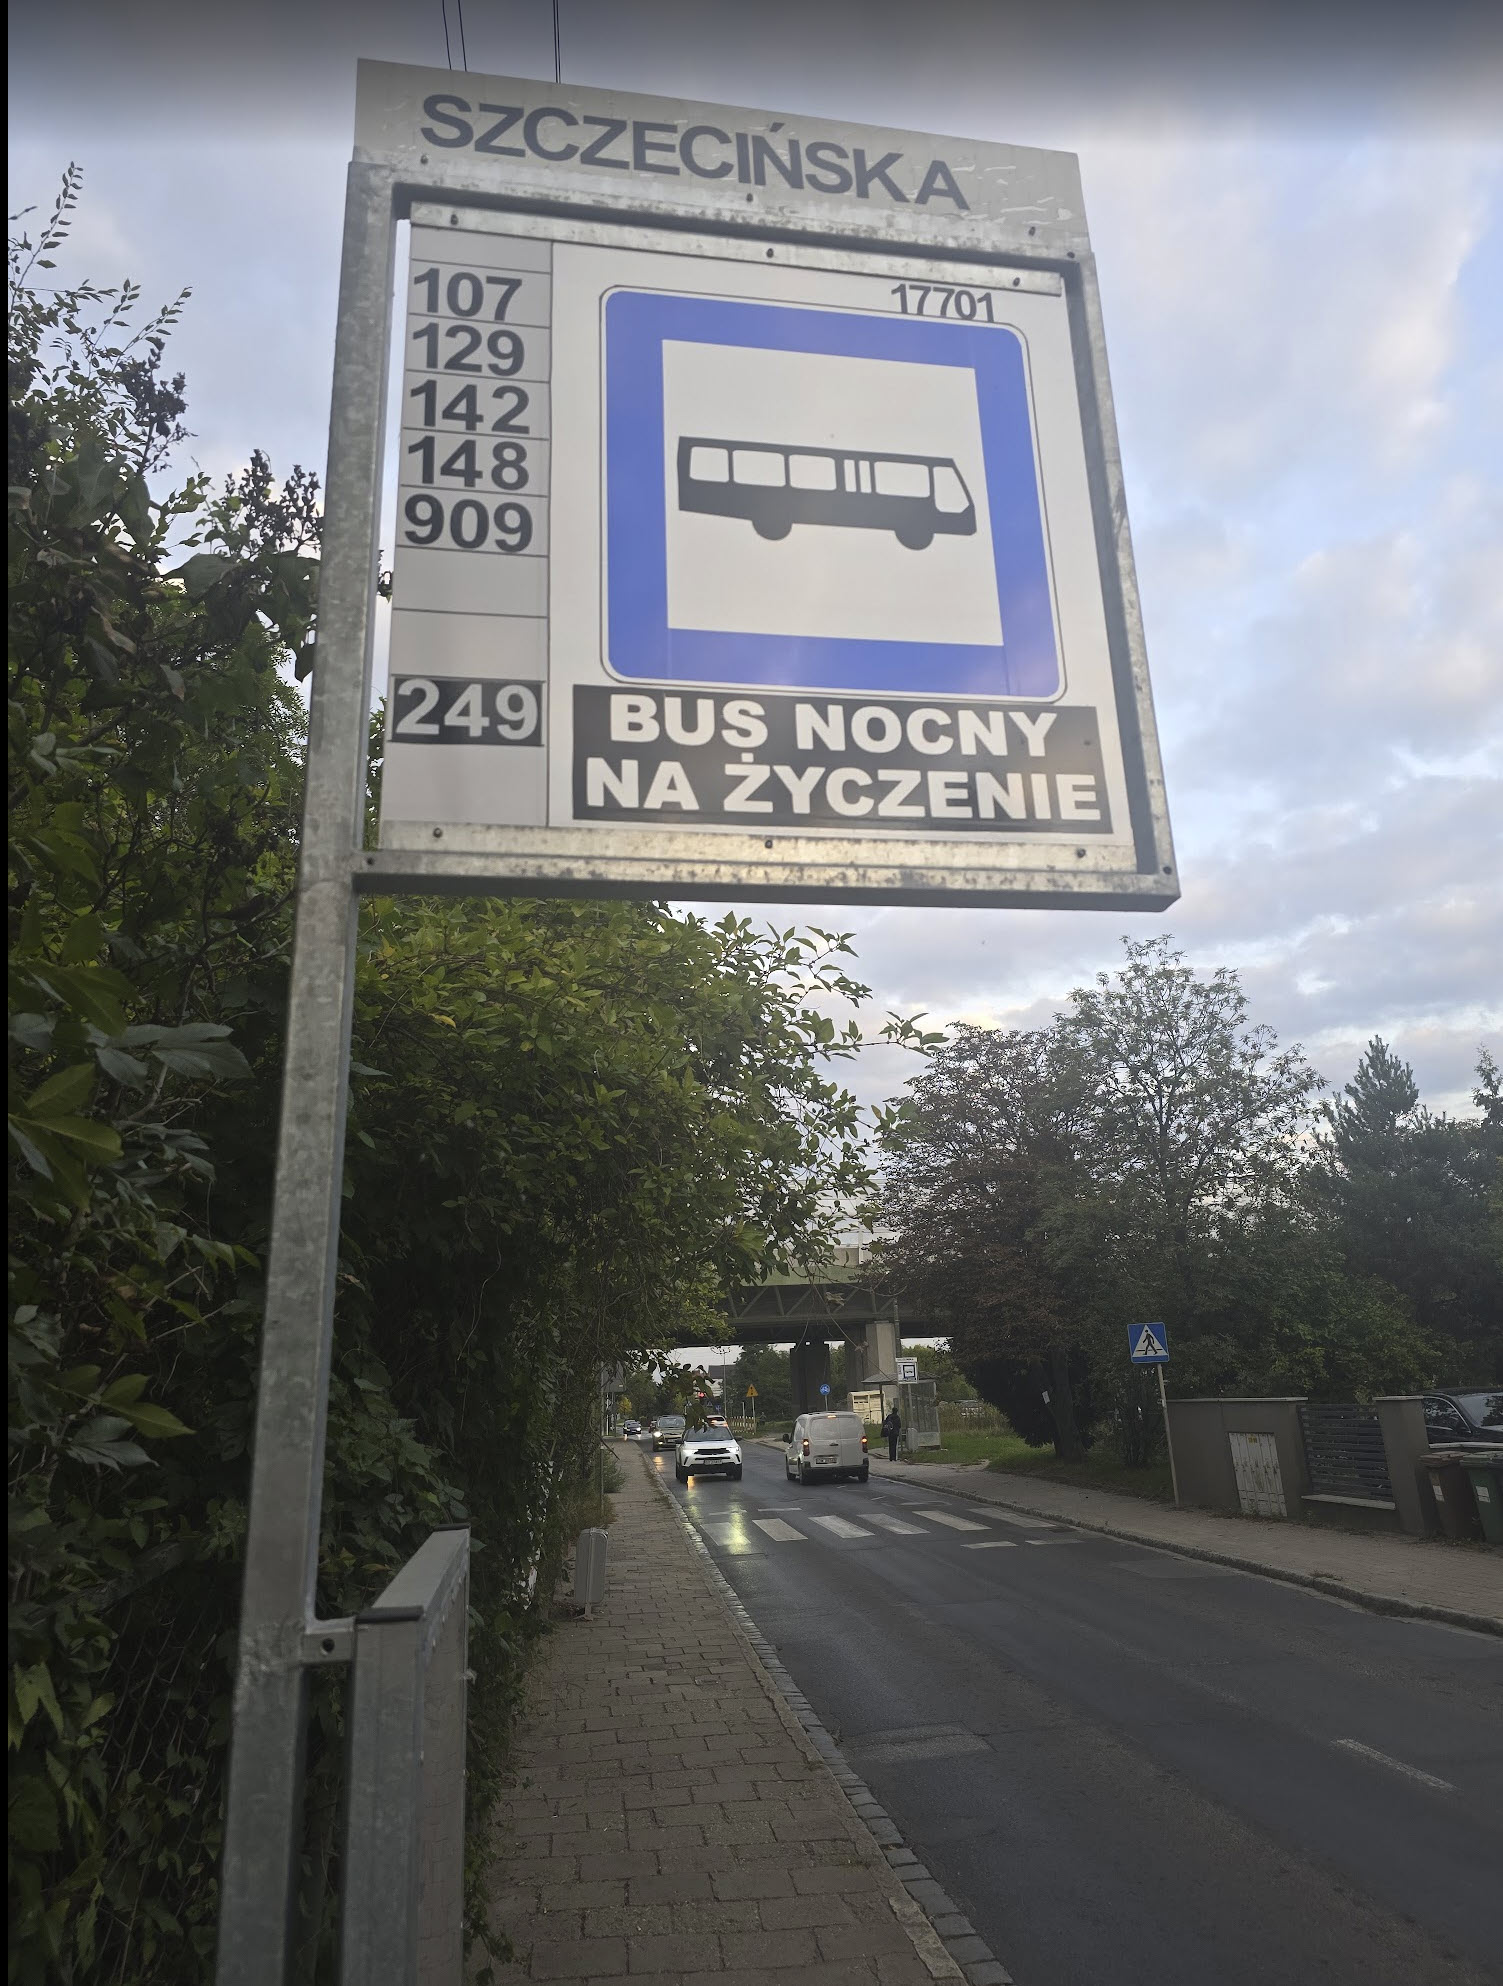 SZCZECIŃSKA
17701
107
129
142
148
909
249
BUS NOCNY
NA ŻYCZENIE